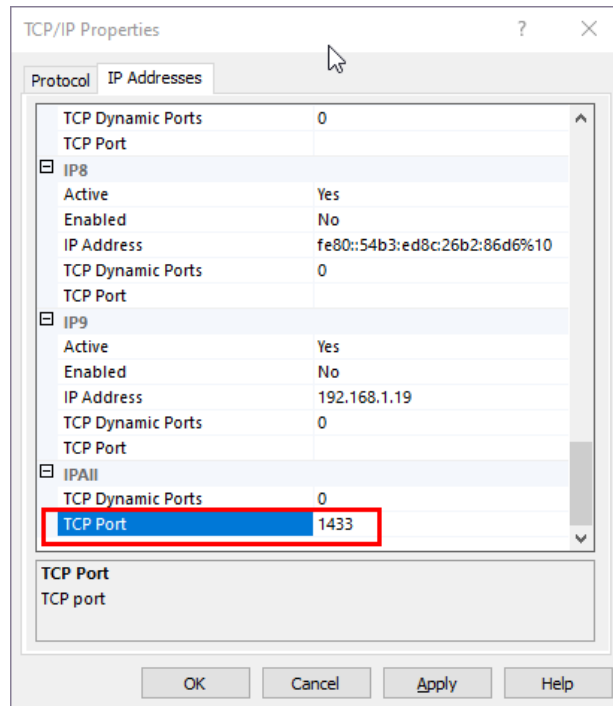 TCP/IP Properties ?
Protocol IP Addresses
TCP Dynamic Ports 0
TCP Port
IP8
Active Yes
Enabled No
IP Address fe80::54b3:ed8c:26b2:86d6%10
TCP Dynamic Ports 0
TCP Port
IP9
Active Yes
Enabled No
IP Address 192.168.1.19
TCP Dynamic Ports 0
TCP Port
IPAll
TCP Dynamic Ports 0
TCP Port 1433
TCP Port
TCP port
OK Cancel Apply Help